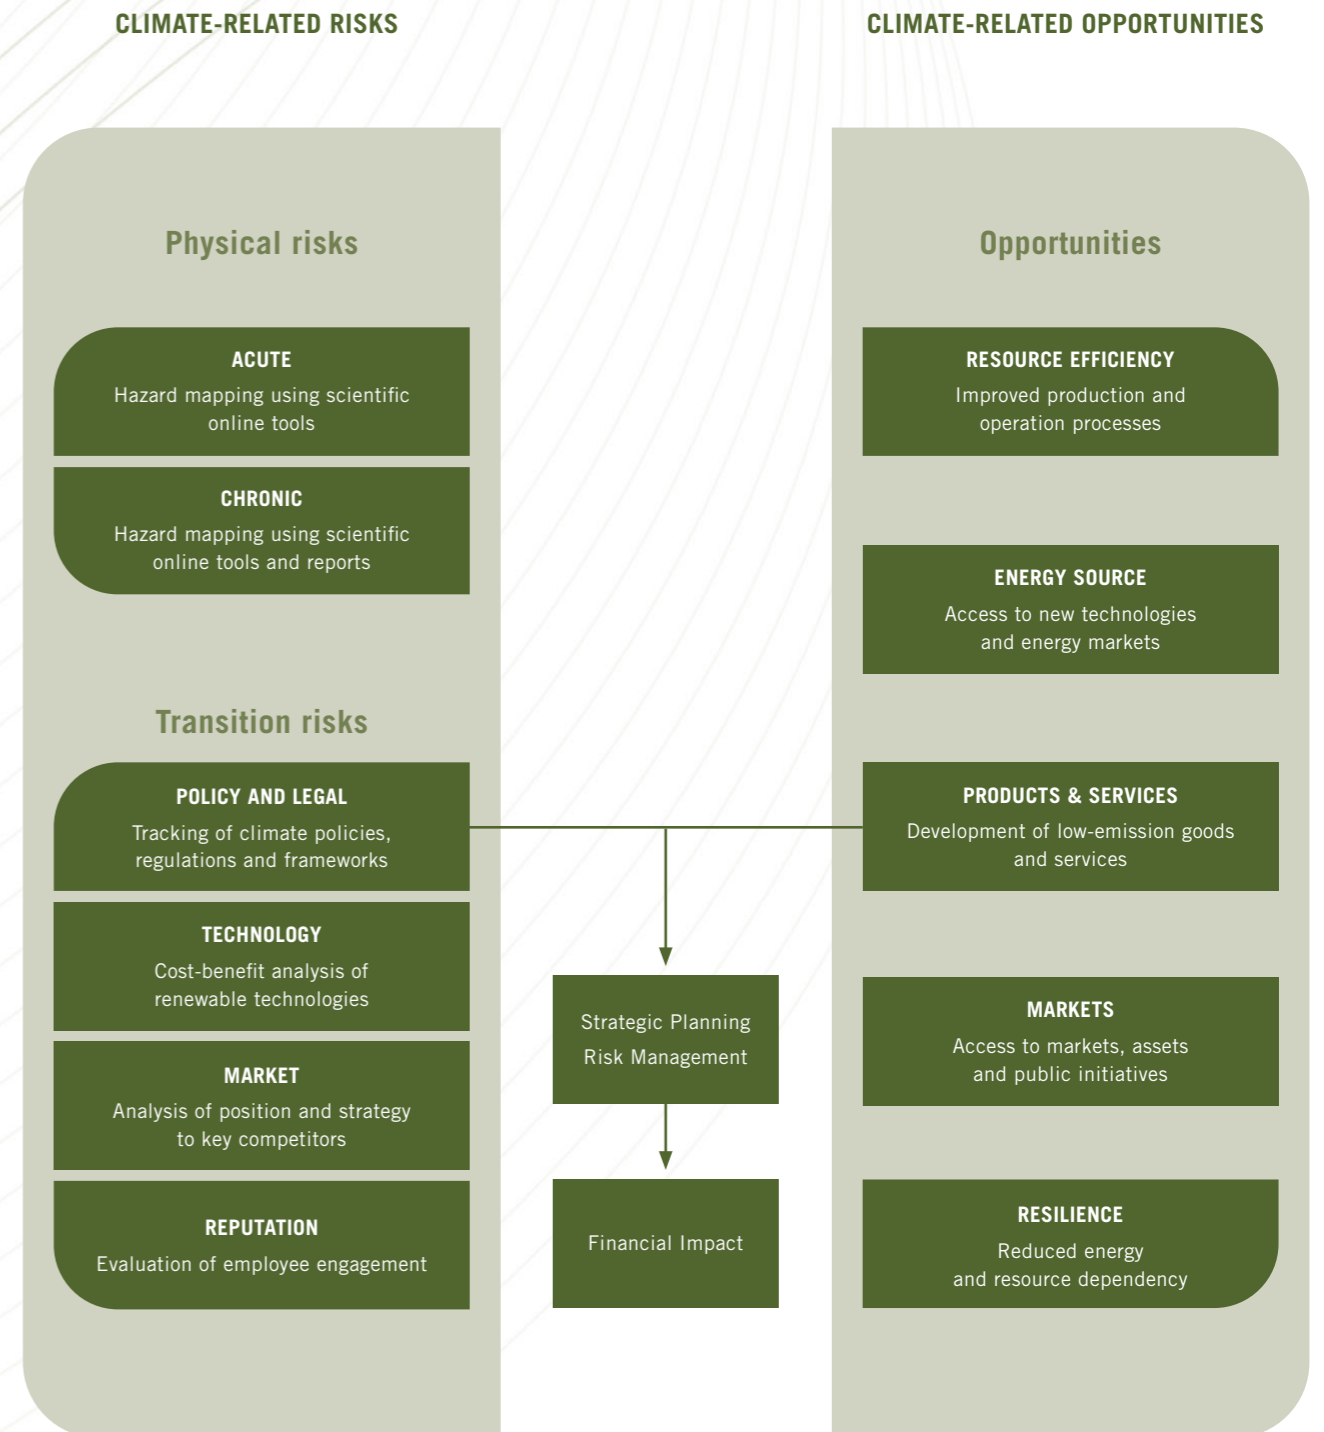 CLIMATE-RELATED RISKS
CLIMATE-RELATED OPPORTUNITIES
Physical risks
ACUTE
Hazard mapping using scientific
online tools
CHRONIC
Hazard mapping using scientific
online tools and reports
Transition risks
POLICY AND LEGAL
Tracking of climate policies,
regulations and frameworks
TECHNOLOGY
Cost-benefit analysis of
renewable technologies
MARKET
Analysis of position and strategy
to key competitors
REPUTATION
Evaluation of employee engagement
Strategic Planning
Risk Management
Financial Impact
Opportunities
RESOURCE EFFICIENCY
Improved production and
operation processes
ENERGY SOURCE
Access to new technologies
and energy markets
PRODUCTS & SERVICES
Development of low-emission goods
and services
MARKETS
Access to markets, assets
and public initiatives
RESILIENCE
Reduced energy
and resource dependency